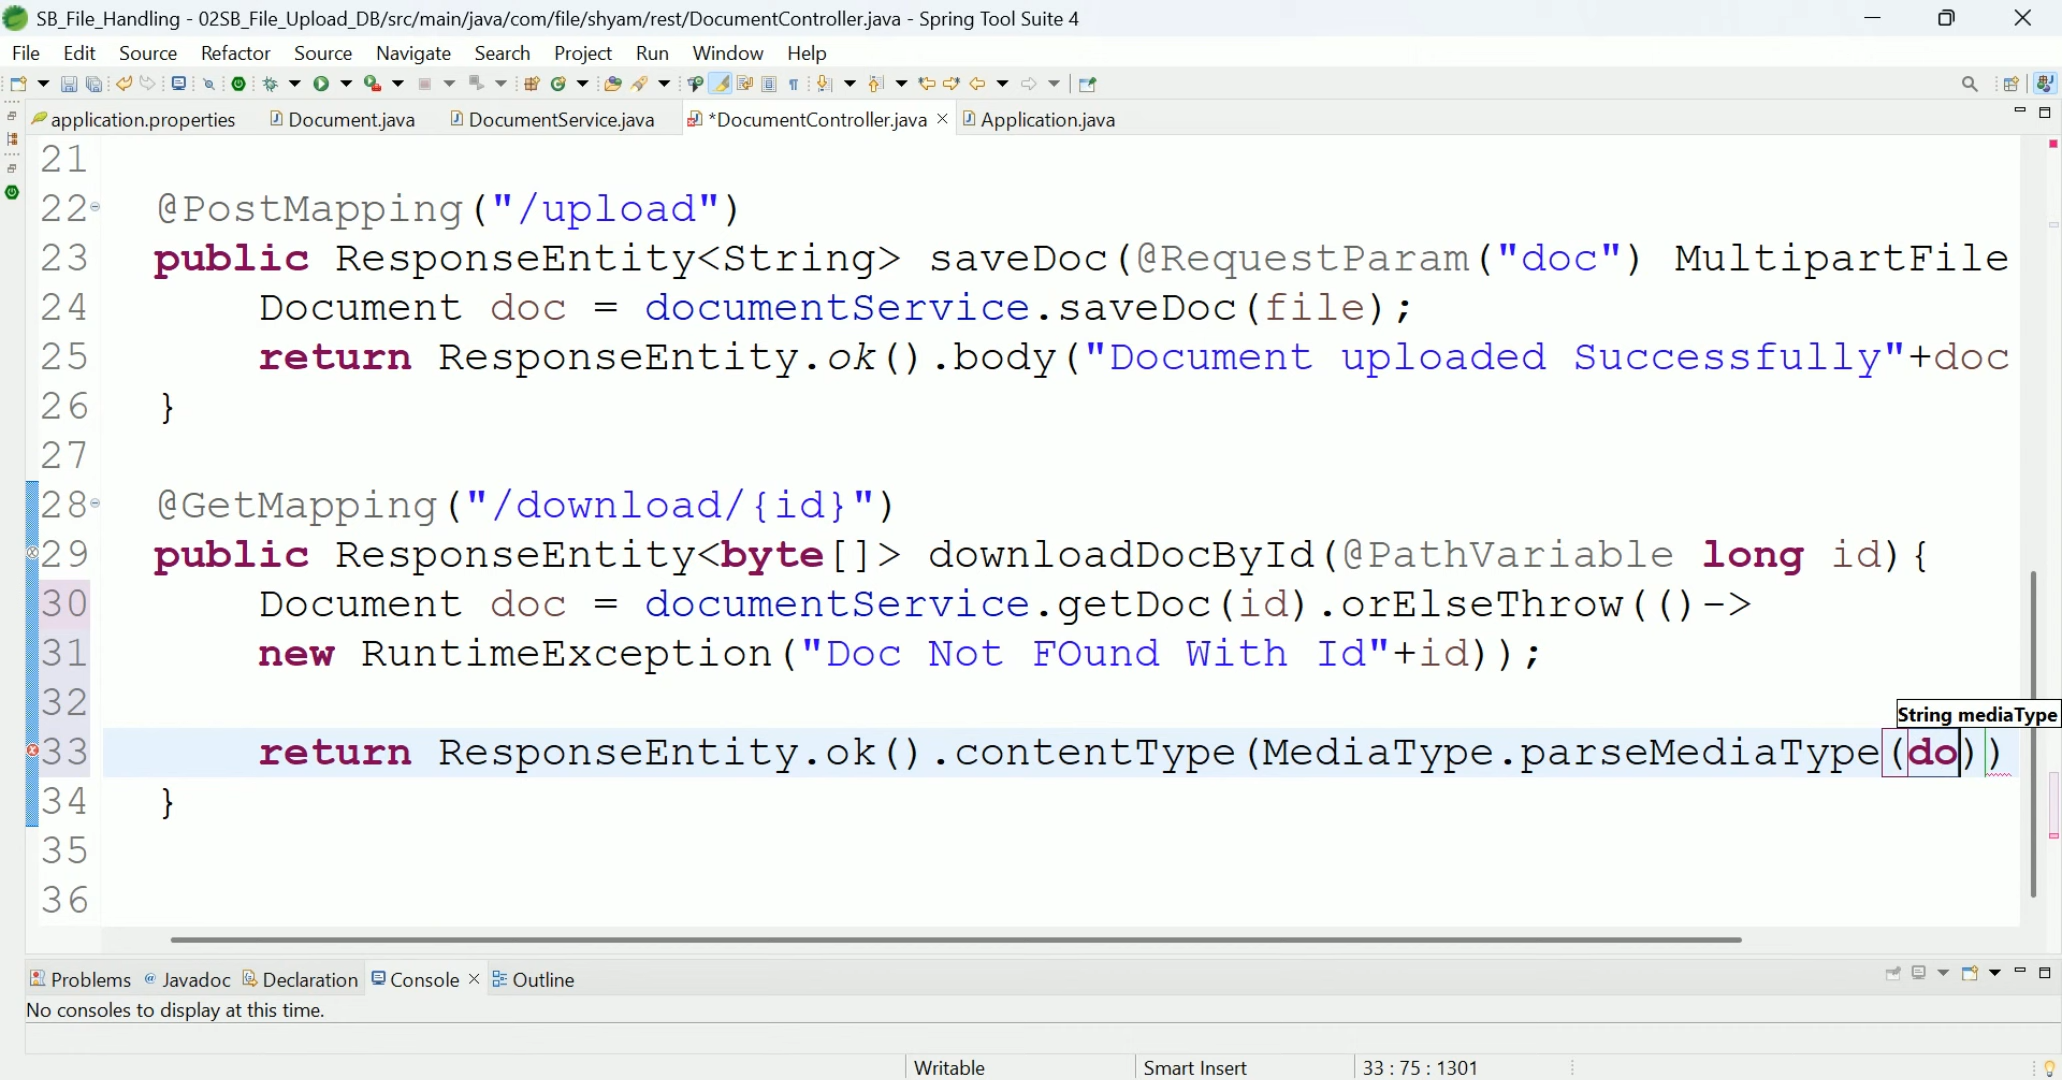 SB_File_Handling - 02SB_File_Upload_DB/src/main/java/com/file/shyam/rest/DocumentController.java - Spring Tool Suite 4
File Edit Source Refactor Source Navigate Search Project Run Window Help
application.properties Document.java DocumentService.java *DocumentController.java Application.java
21
22 @PostMapping("/upload")
23 public ResponseEntity<String> saveDoc(@RequestParam("doc") MultipartFile
24 Document doc = documentService.saveDoc(file);
25 return ResponseEntity.ok().body("Document uploaded Successfully"+doc
26 }
27
28 @GetMapping("/download/{id}")
29 public ResponseEntity<byte[]> downloadDocById(@PathVariable long id){
30 Document doc = documentService.getDoc(id).orElseThrow(()->
31 new RuntimeException("Doc Not FOund With Id"+id));
32
String mediaType
33 return ResponseEntity.ok().contentType(MediaType.parseMediaType(do))
34 }
35
36
Problems Javadoc Declaration Console Outline
No consoles to display at this time.
Writable Smart Insert 33 : 75 : 1301